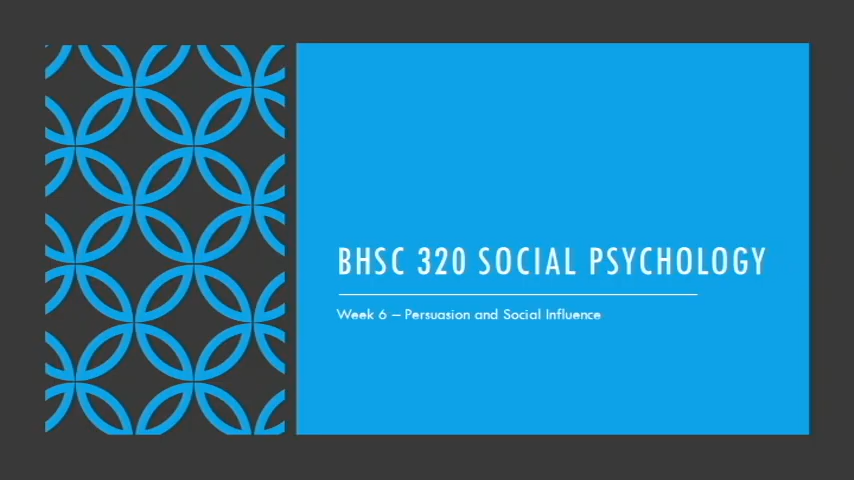 BHSC 320 SOCIAL PSYCHOLOGY
Week 6 – Persuasion and Social Influence